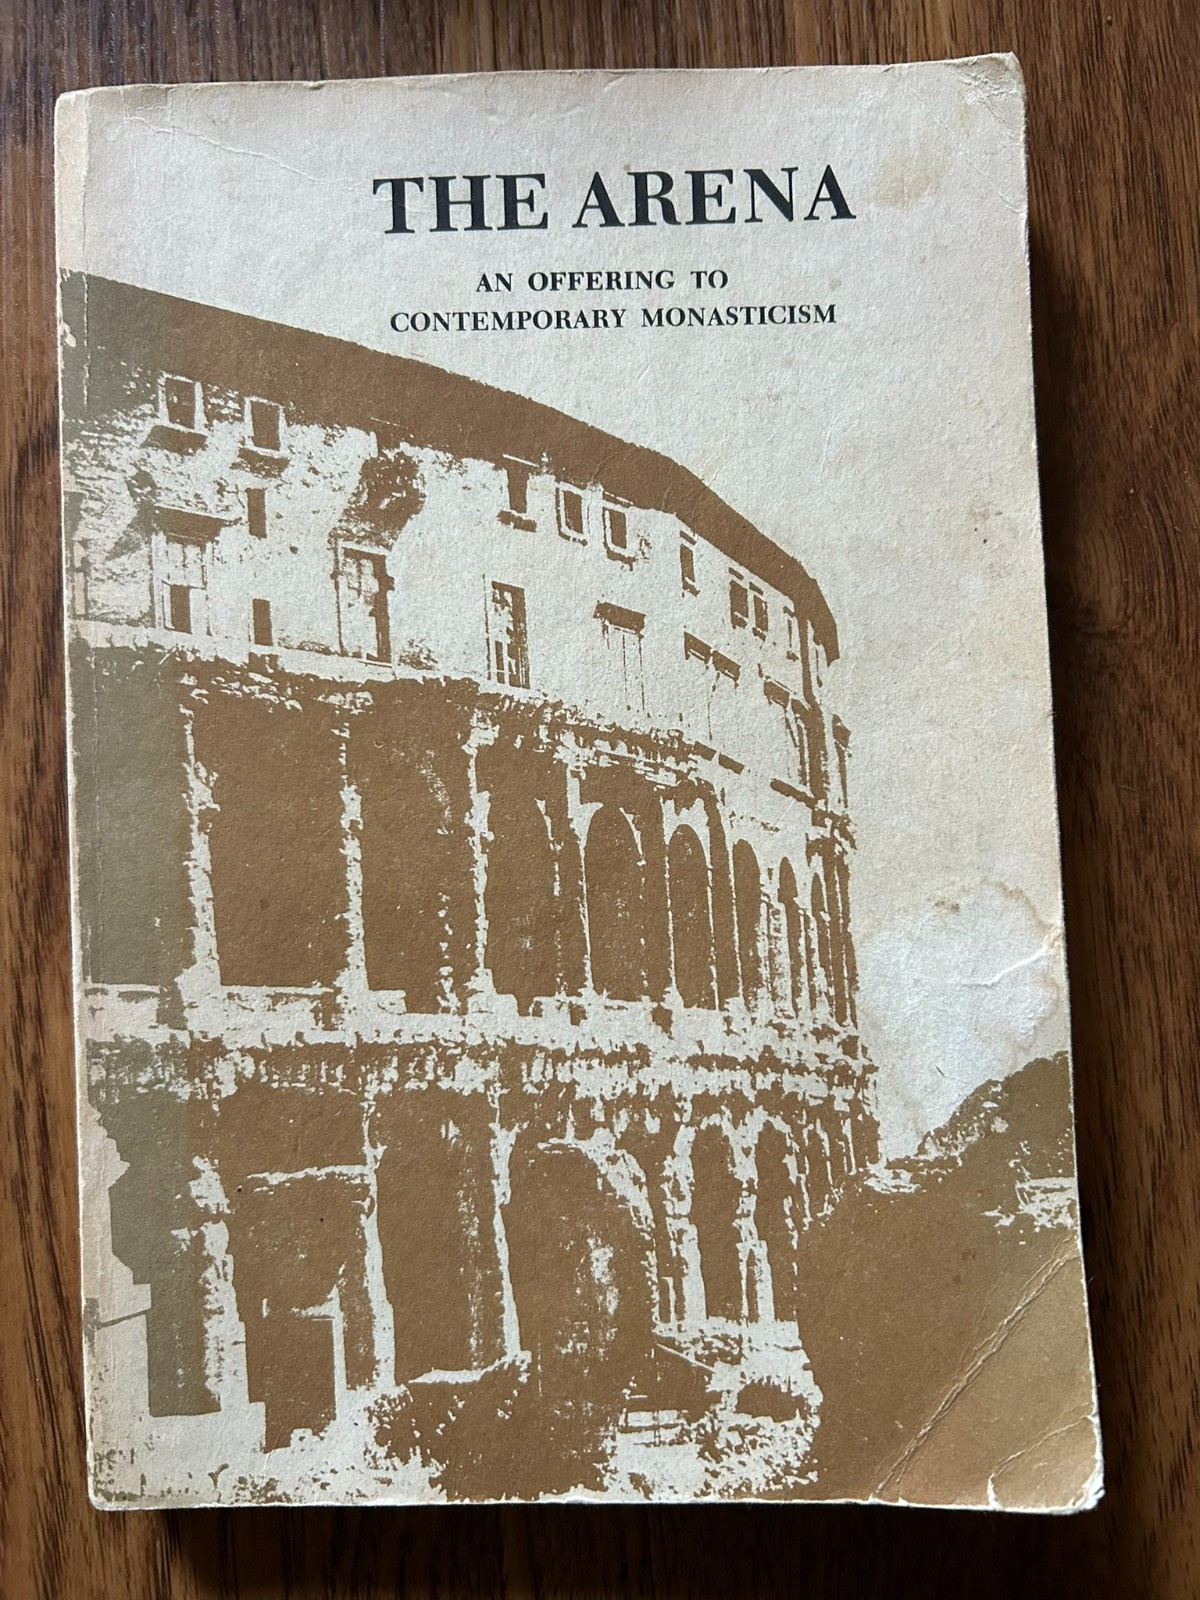 THE ARENA
AN OFFERING TO
CONTEMPORARY MONASTICISM